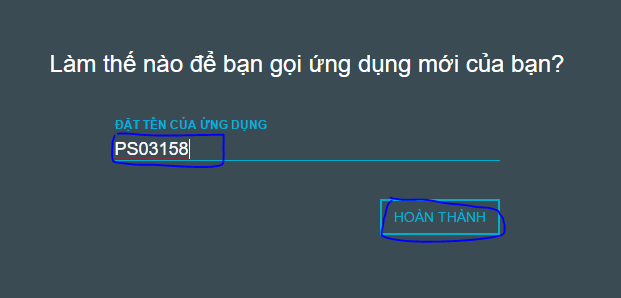 Làm thế nào để bạn gọi ứng dụng mới của bạn?
ĐẶT TÊN CỦA ỨNG DỤNG
PS03158
HOÀN THÀNH